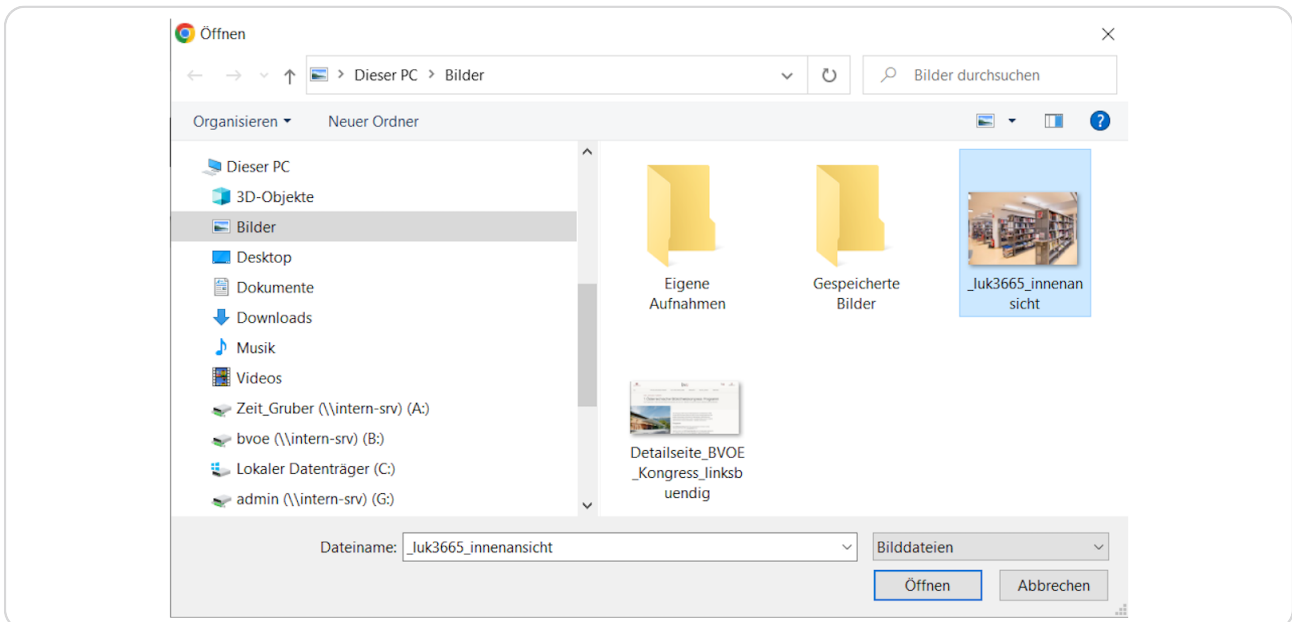 Öffnen
Dieser PC > Bilder
Bilder durchsuchen
Organisieren
Neuer Ordner
?
Dieser PC
3D-Objekte
Bilder
Desktop
Dokumente
Downloads
Musik
Videos
Zeit_Gruber (\\intern-srv) (A:)
bvoe (\\intern-srv) (B:)
Lokaler Datenträger (C:)
admin (\\intern-srv) (G:)
Eigene
Aufnahmen
Gespeicherte
Bilder
_luk3665_innenan
sicht
Detailseite_BVOE
_Kongress_linksb
uendig
Dateiname: _luk3665_innenansicht
Bilddateien
Öffnen
Abbrechen